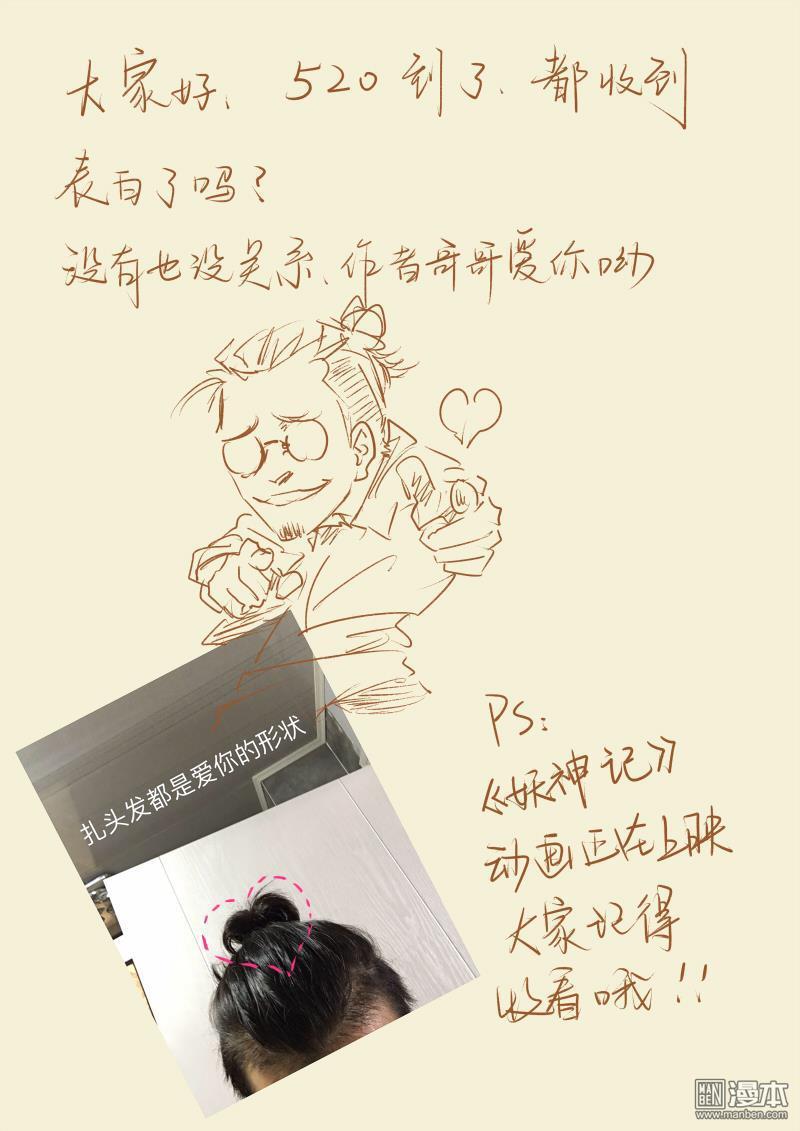 大家好、520到了、都收到
表白了吗?
没有也没关系、作者哥哥爱你呦
扎头发都是爱你的形状
PS:
《妖神记》
动画正在上映
大家记得
收看哦!!
MAN
BEN
漫本
www.manben.com